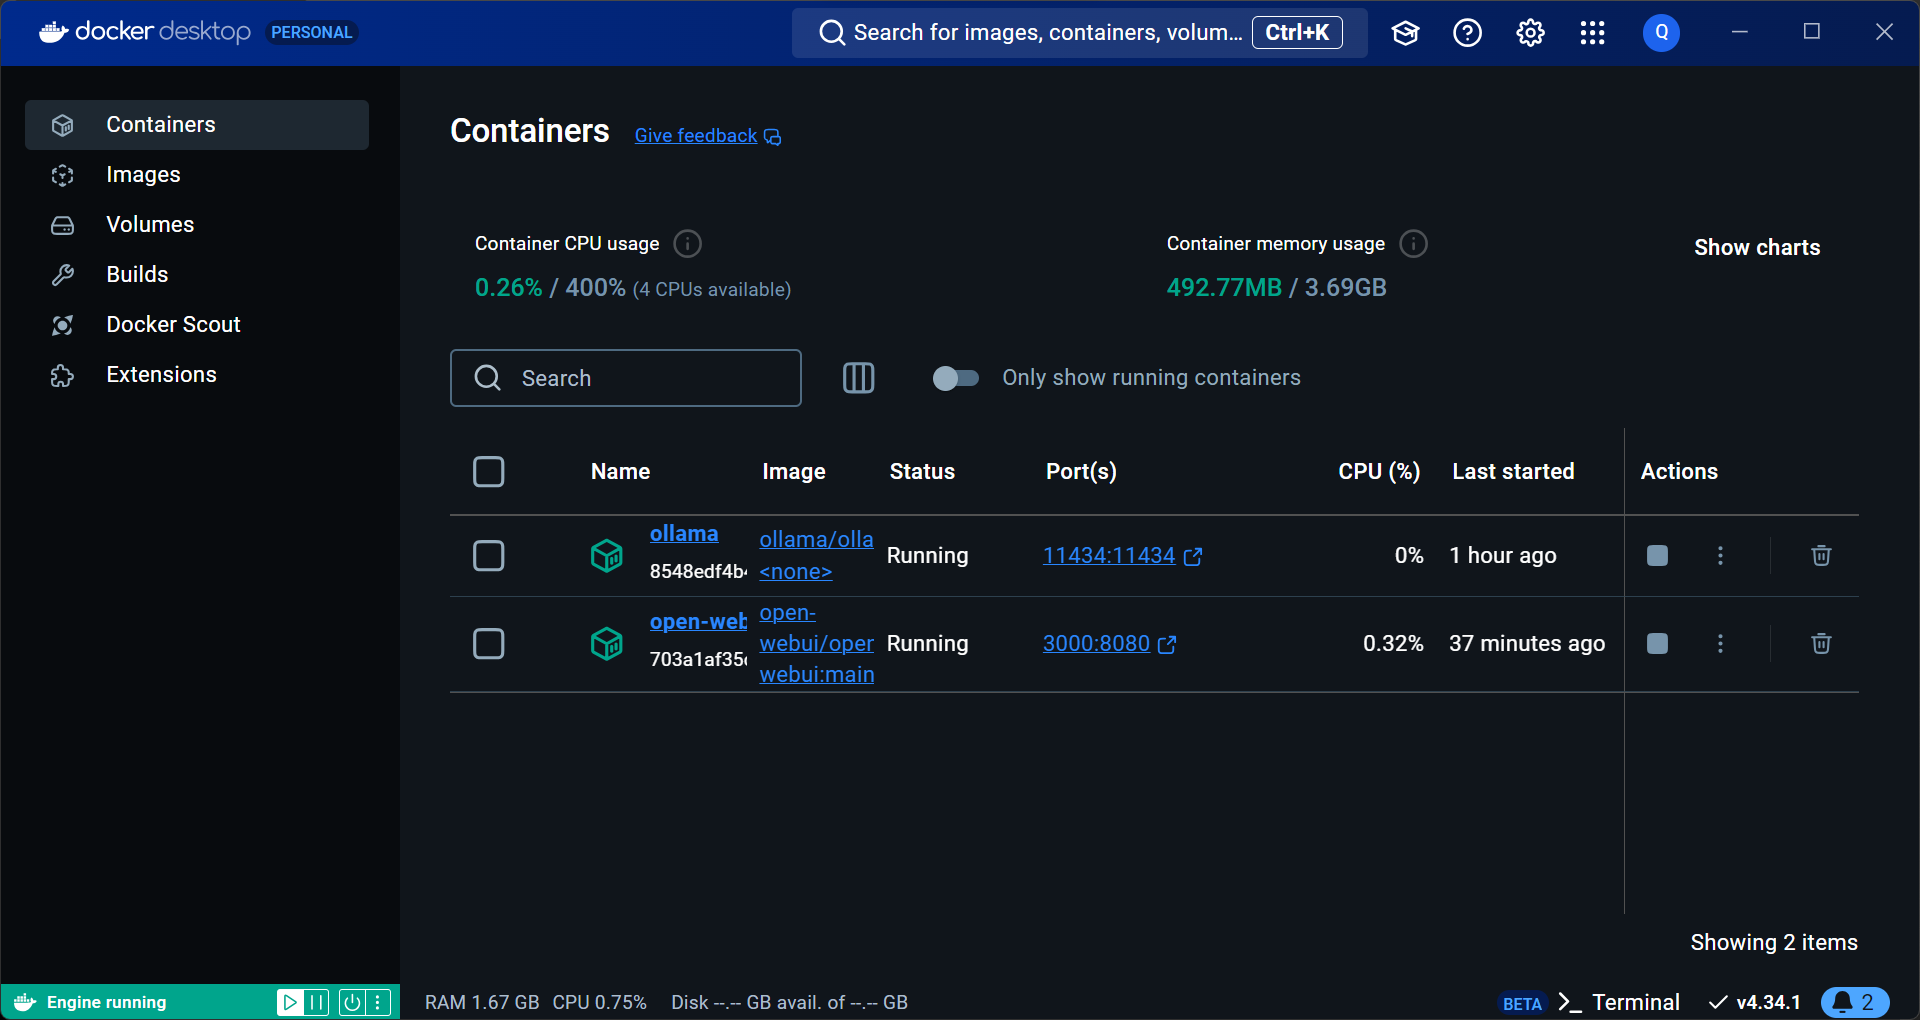 docker desktop PERSONAL
Search for images, containers, volum... Ctrl+K
Q
Containers
Images
Volumes
Builds
Docker Scout
Extensions
Containers Give feedback
Container CPU usage
0.26% / 400% (4 CPUs available)
Container memory usage
492.77MB / 3.69GB
Show charts
Search
Only show running containers
Name Image Status Port(s) CPU (%) Last started Actions
ollama
8548edf4b
ollama/olla
<none>
Running 11434:11434 0% 1 hour ago
open-web
703a1af35
open-
webui/oper
webui:main
Running 3000:8080 0.32% 37 minutes ago
Showing 2 items
Engine running
RAM 1.67 GB CPU 0.75% Disk --.-- GB avail. of --.-- GB
BETA >_ Terminal v4.34.1 2